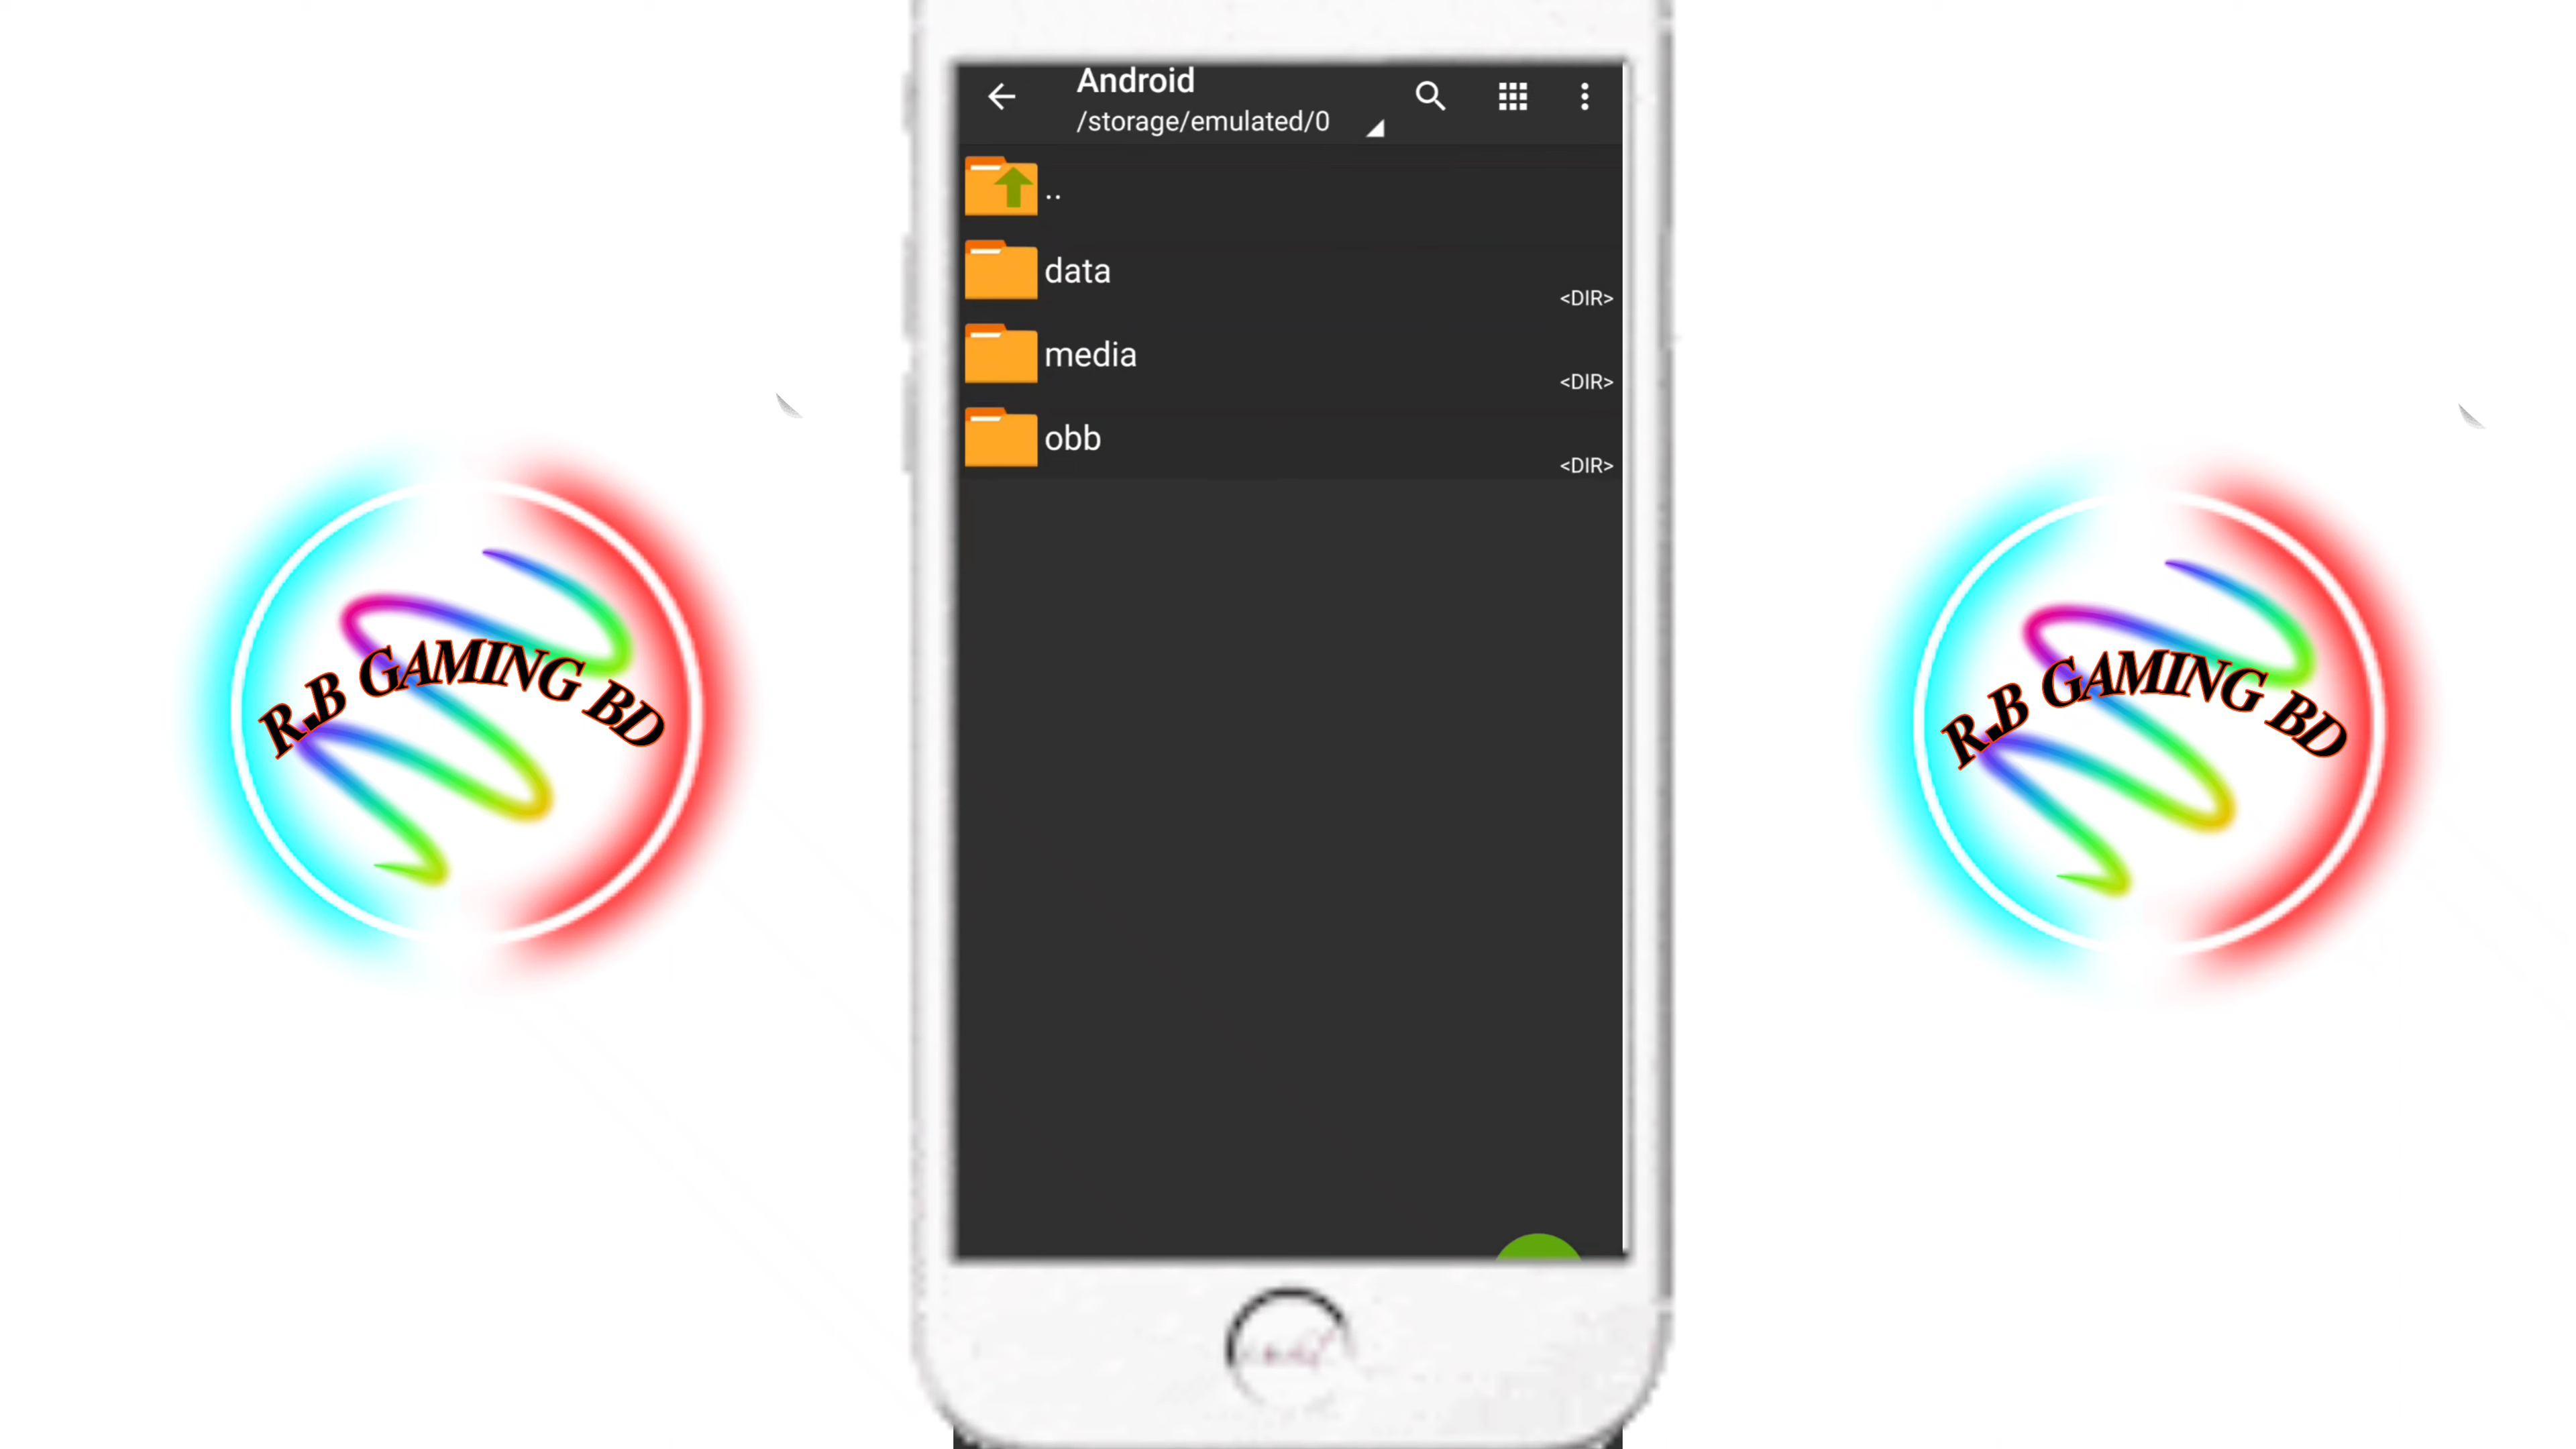 Android
/storage/emulated/0
..
data
<DIR>
media
<DIR>
obb
<DIR>
R.B GAMING BD
R.B GAMING BD